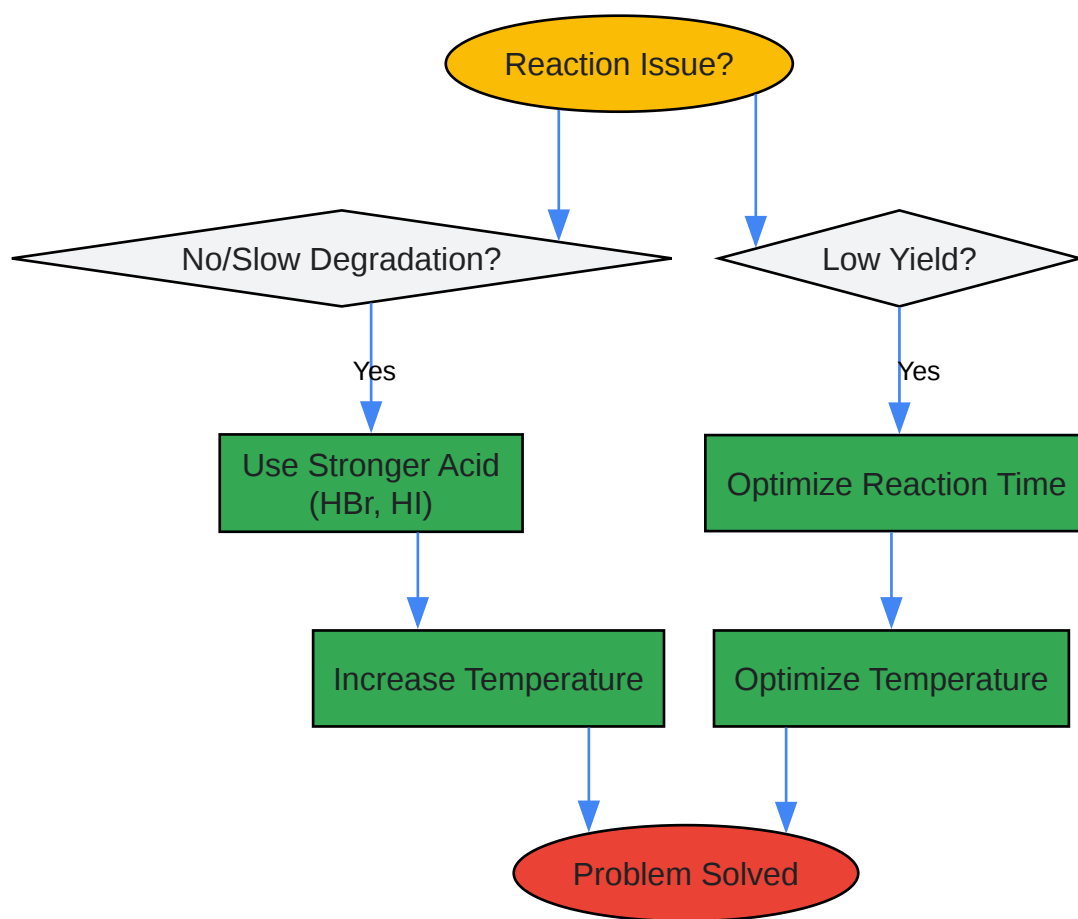 Reaction Issue?
No/Slow Degradation?
Low Yield?
Yes
Yes
Use Stronger Acid
(HBr, HI)
Optimize Reaction Time
Increase Temperature
Optimize Temperature
Problem Solved